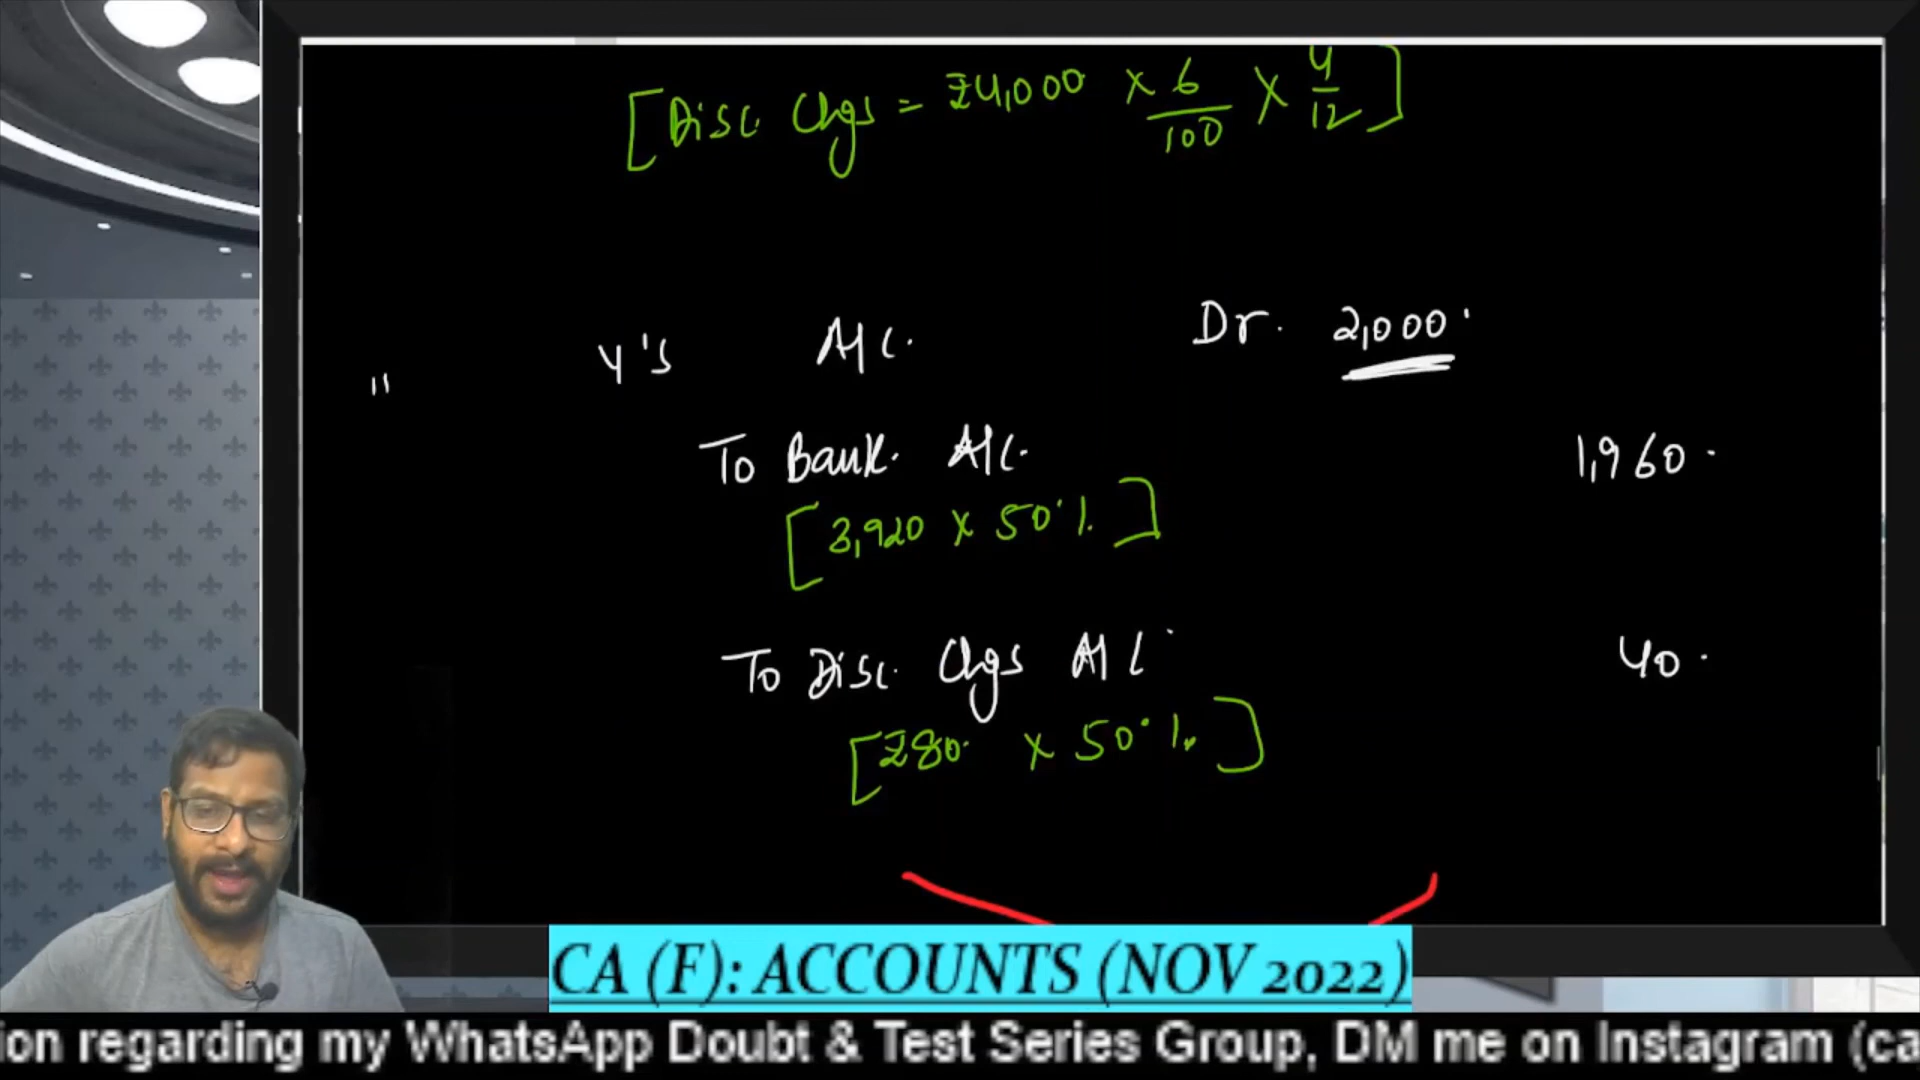 [Disc. Chgs = ₹4,000 × 6/100 × 4/12]
" Y's A/c. Dr. 2,000.
To Bank. A/c. 1,960.
[3,920 × 50%]
To Disc. Chgs A/c 40.
[₹80. × 50%]
CA (F): ACCOUNTS (NOV 2022)
ion regarding my WhatsApp Doubt & Test Series Group, DM me on Instagram (ca